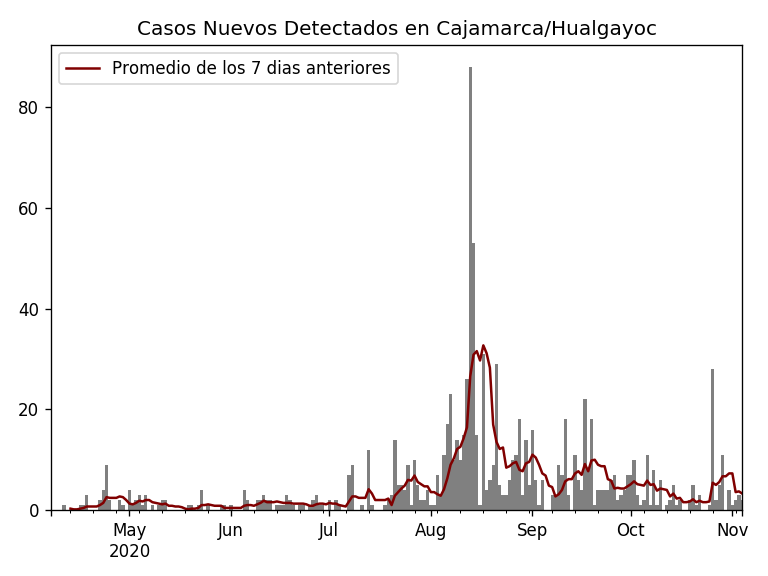 Casos Nuevos Detectados en Cajamarca/Hualgayoc
Promedio de los 7 dias anteriores
80
60
40
20
0
May Jun Jul Aug Sep Oct Nov
2020